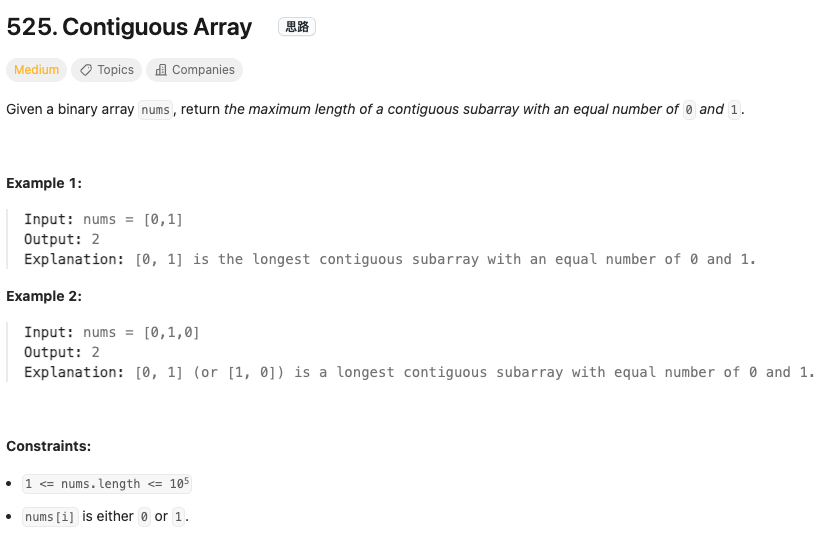 525. Contiguous Array 思路
Medium Topics Companies
Given a binary array nums, return the maximum length of a contiguous subarray with an equal number of 0 and 1.
Example 1:
Input: nums = [0,1]
Output: 2
Explanation: [0, 1] is the longest contiguous subarray with an equal number of 0 and 1.
Example 2:
Input: nums = [0,1,0]
Output: 2
Explanation: [0, 1] (or [1, 0]) is a longest contiguous subarray with equal number of 0 and 1.
Constraints:
• 1 <= nums.length <= 10⁵
• nums[i] is either 0 or 1.